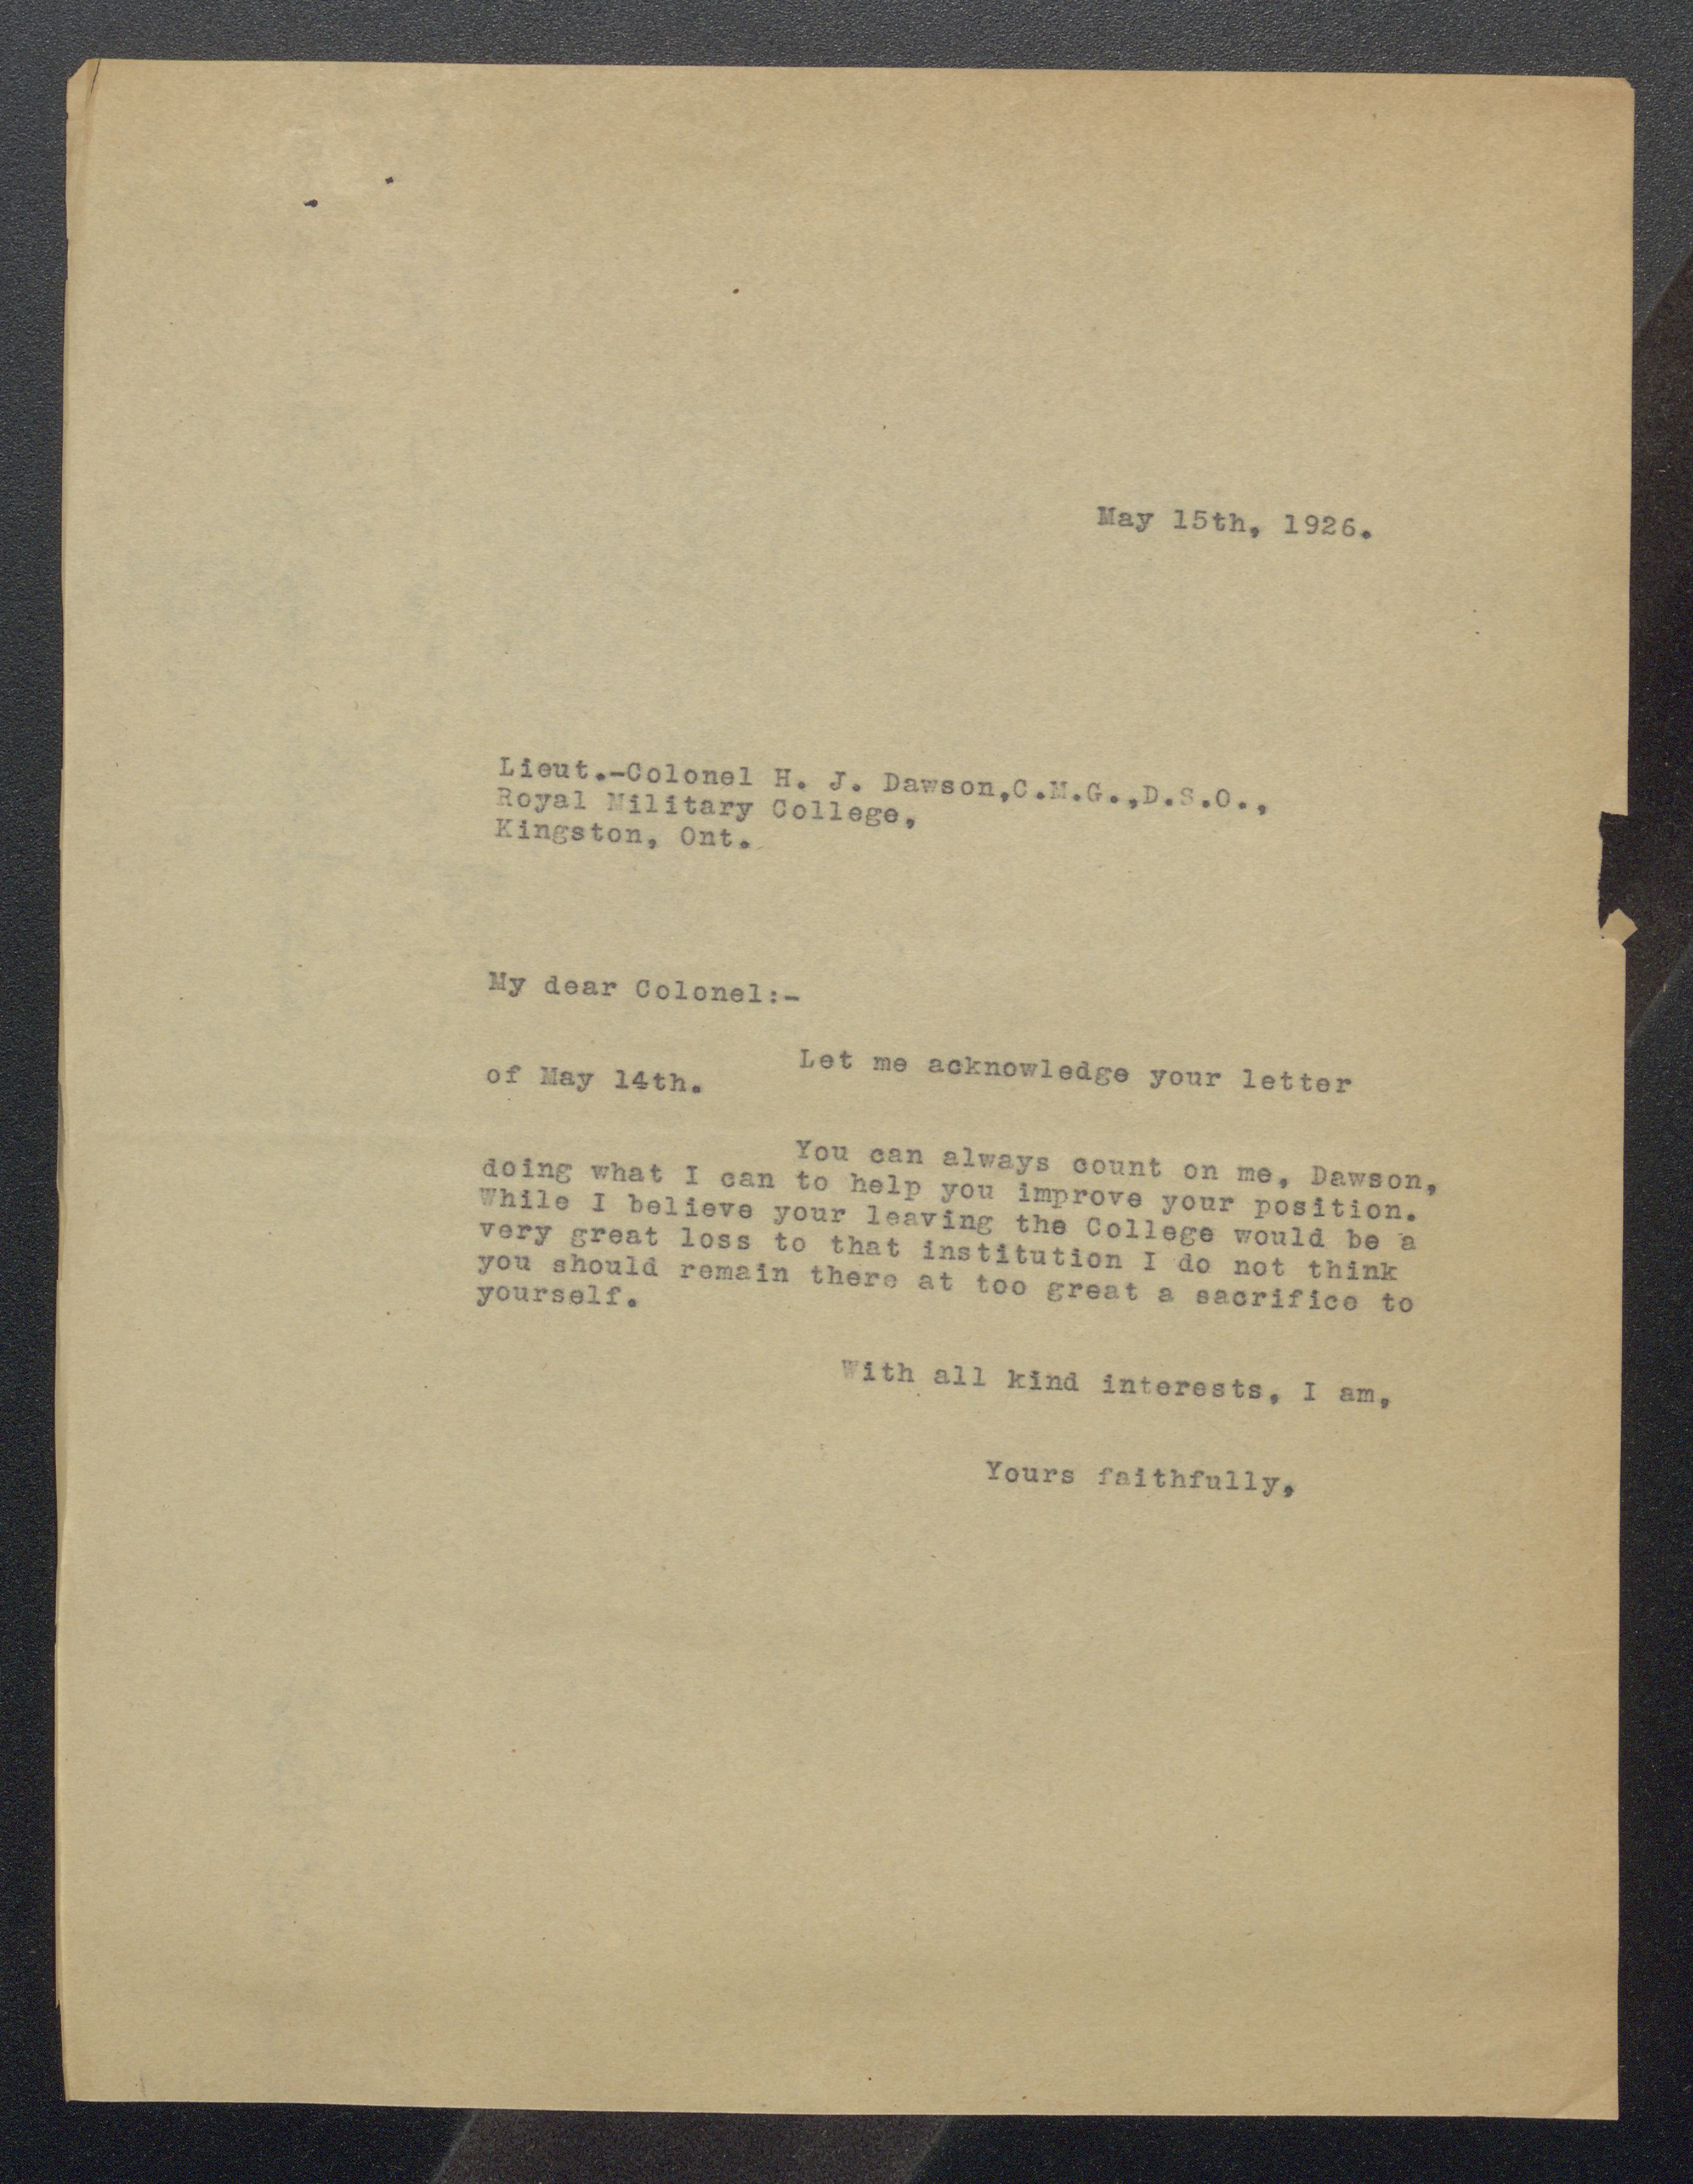 May 15th, 1926.
Lieut.-Colonel H. J. Dawson,C.M.G.,D.S.O.,
Royal Military College,
Kingston, Ont.
My dear Colonel:-
Let me acknowledge your letter
of May 14th.
You can always count on me, Dawson,
doing what I can to help you improve your position.
While I believe your leaving the College would be a
very great loss to that institution I do not think
you should remain there at too great a sacrifice to
yourself.
With all kind interests, I am,
Yours faithfully,